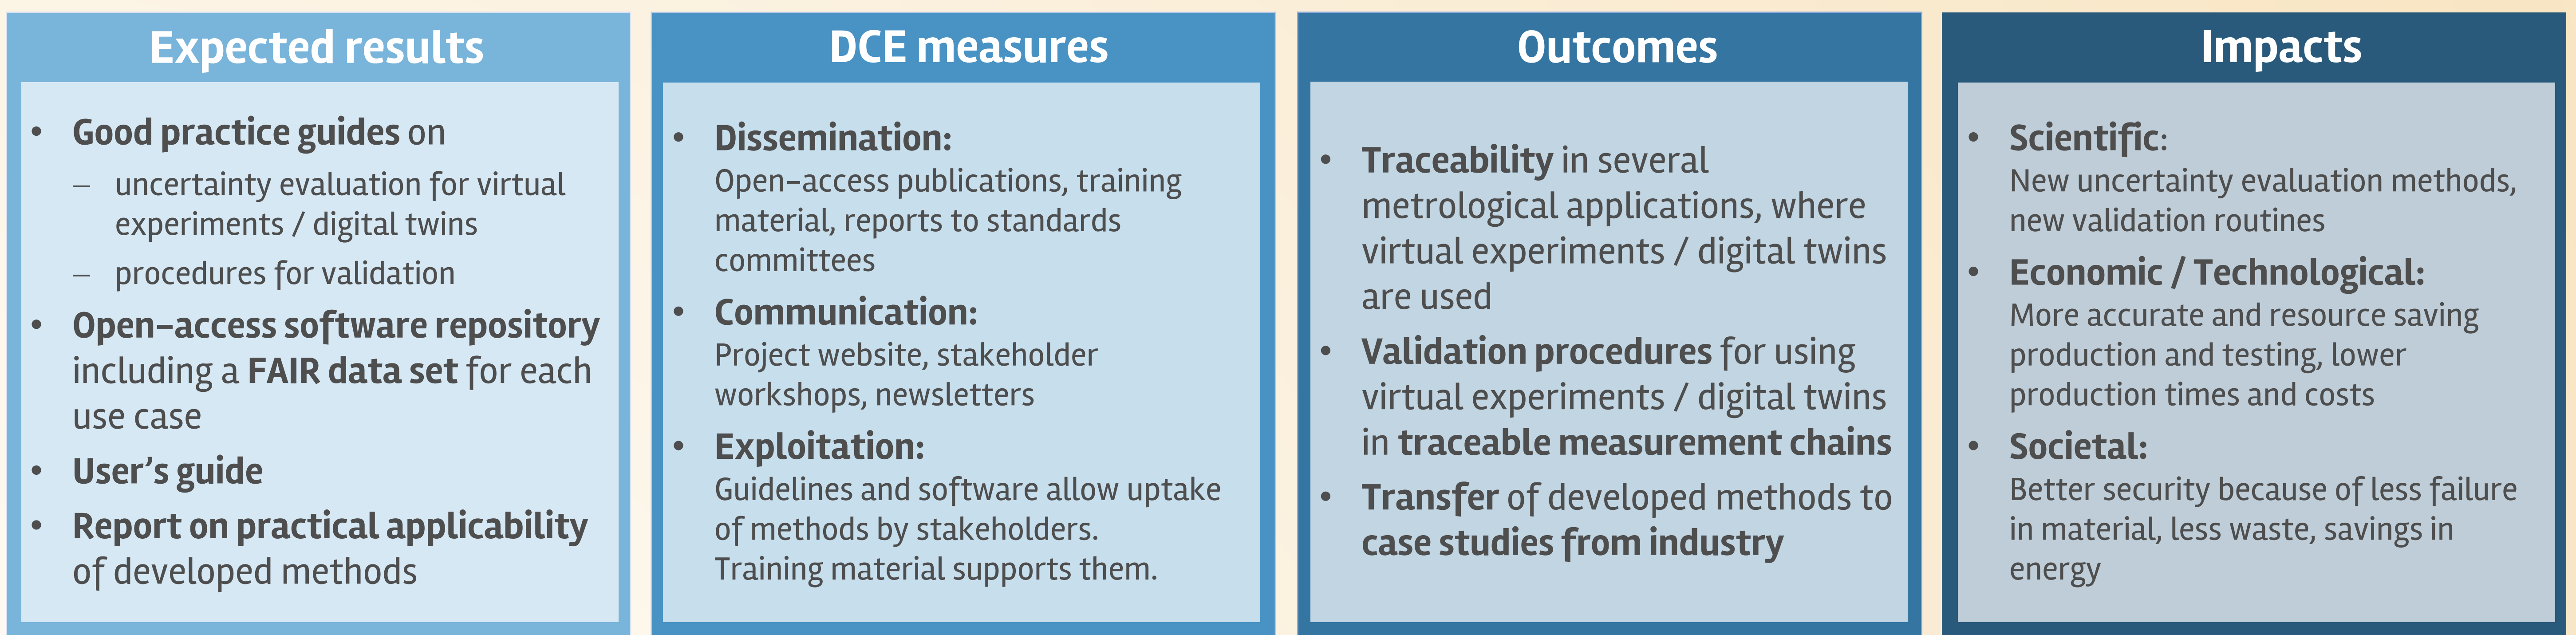 Expected results
• Good practice guides on
– uncertainty evaluation for virtual
experiments / digital twins
– procedures for validation
• Open-access software repository
including a FAIR data set for each
use case
• User’s guide
• Report on practical applicability
of developed methods
DCE measures
• Dissemination:
Open-access publications, training
material, reports to standards
committees
• Communication:
Project website, stakeholder
workshops, newsletters
• Exploitation:
Guidelines and software allow uptake
of methods by stakeholders.
Training material supports them.
Outcomes
• Traceability in several
metrological applications, where
virtual experiments / digital twins
are used
• Validation procedures for using
virtual experiments / digital twins
in traceable measurement chains
• Transfer of developed methods to
case studies from industry
Impacts
• Scientific:
New uncertainty evaluation methods,
new validation routines
• Economic / Technological:
More accurate and resource saving
production and testing, lower
production times and costs
• Societal:
Better security because of less failure
in material, less waste, savings in
energy